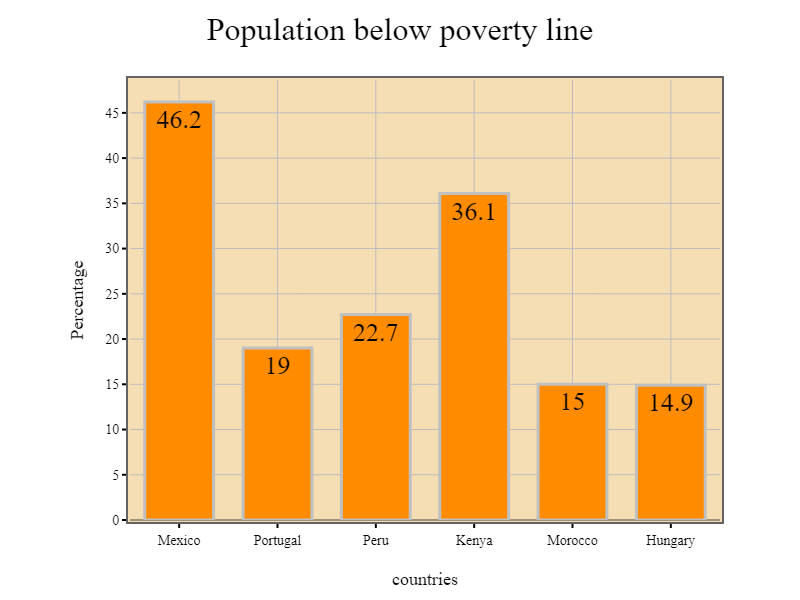 Population below poverty line
Percentage
45
40
35
30
25
20
15
10
5
0
46.2
19
22.7
36.1
15
14.9
Mexico
Portugal
Peru
Kenya
Morocco
Hungary
countries